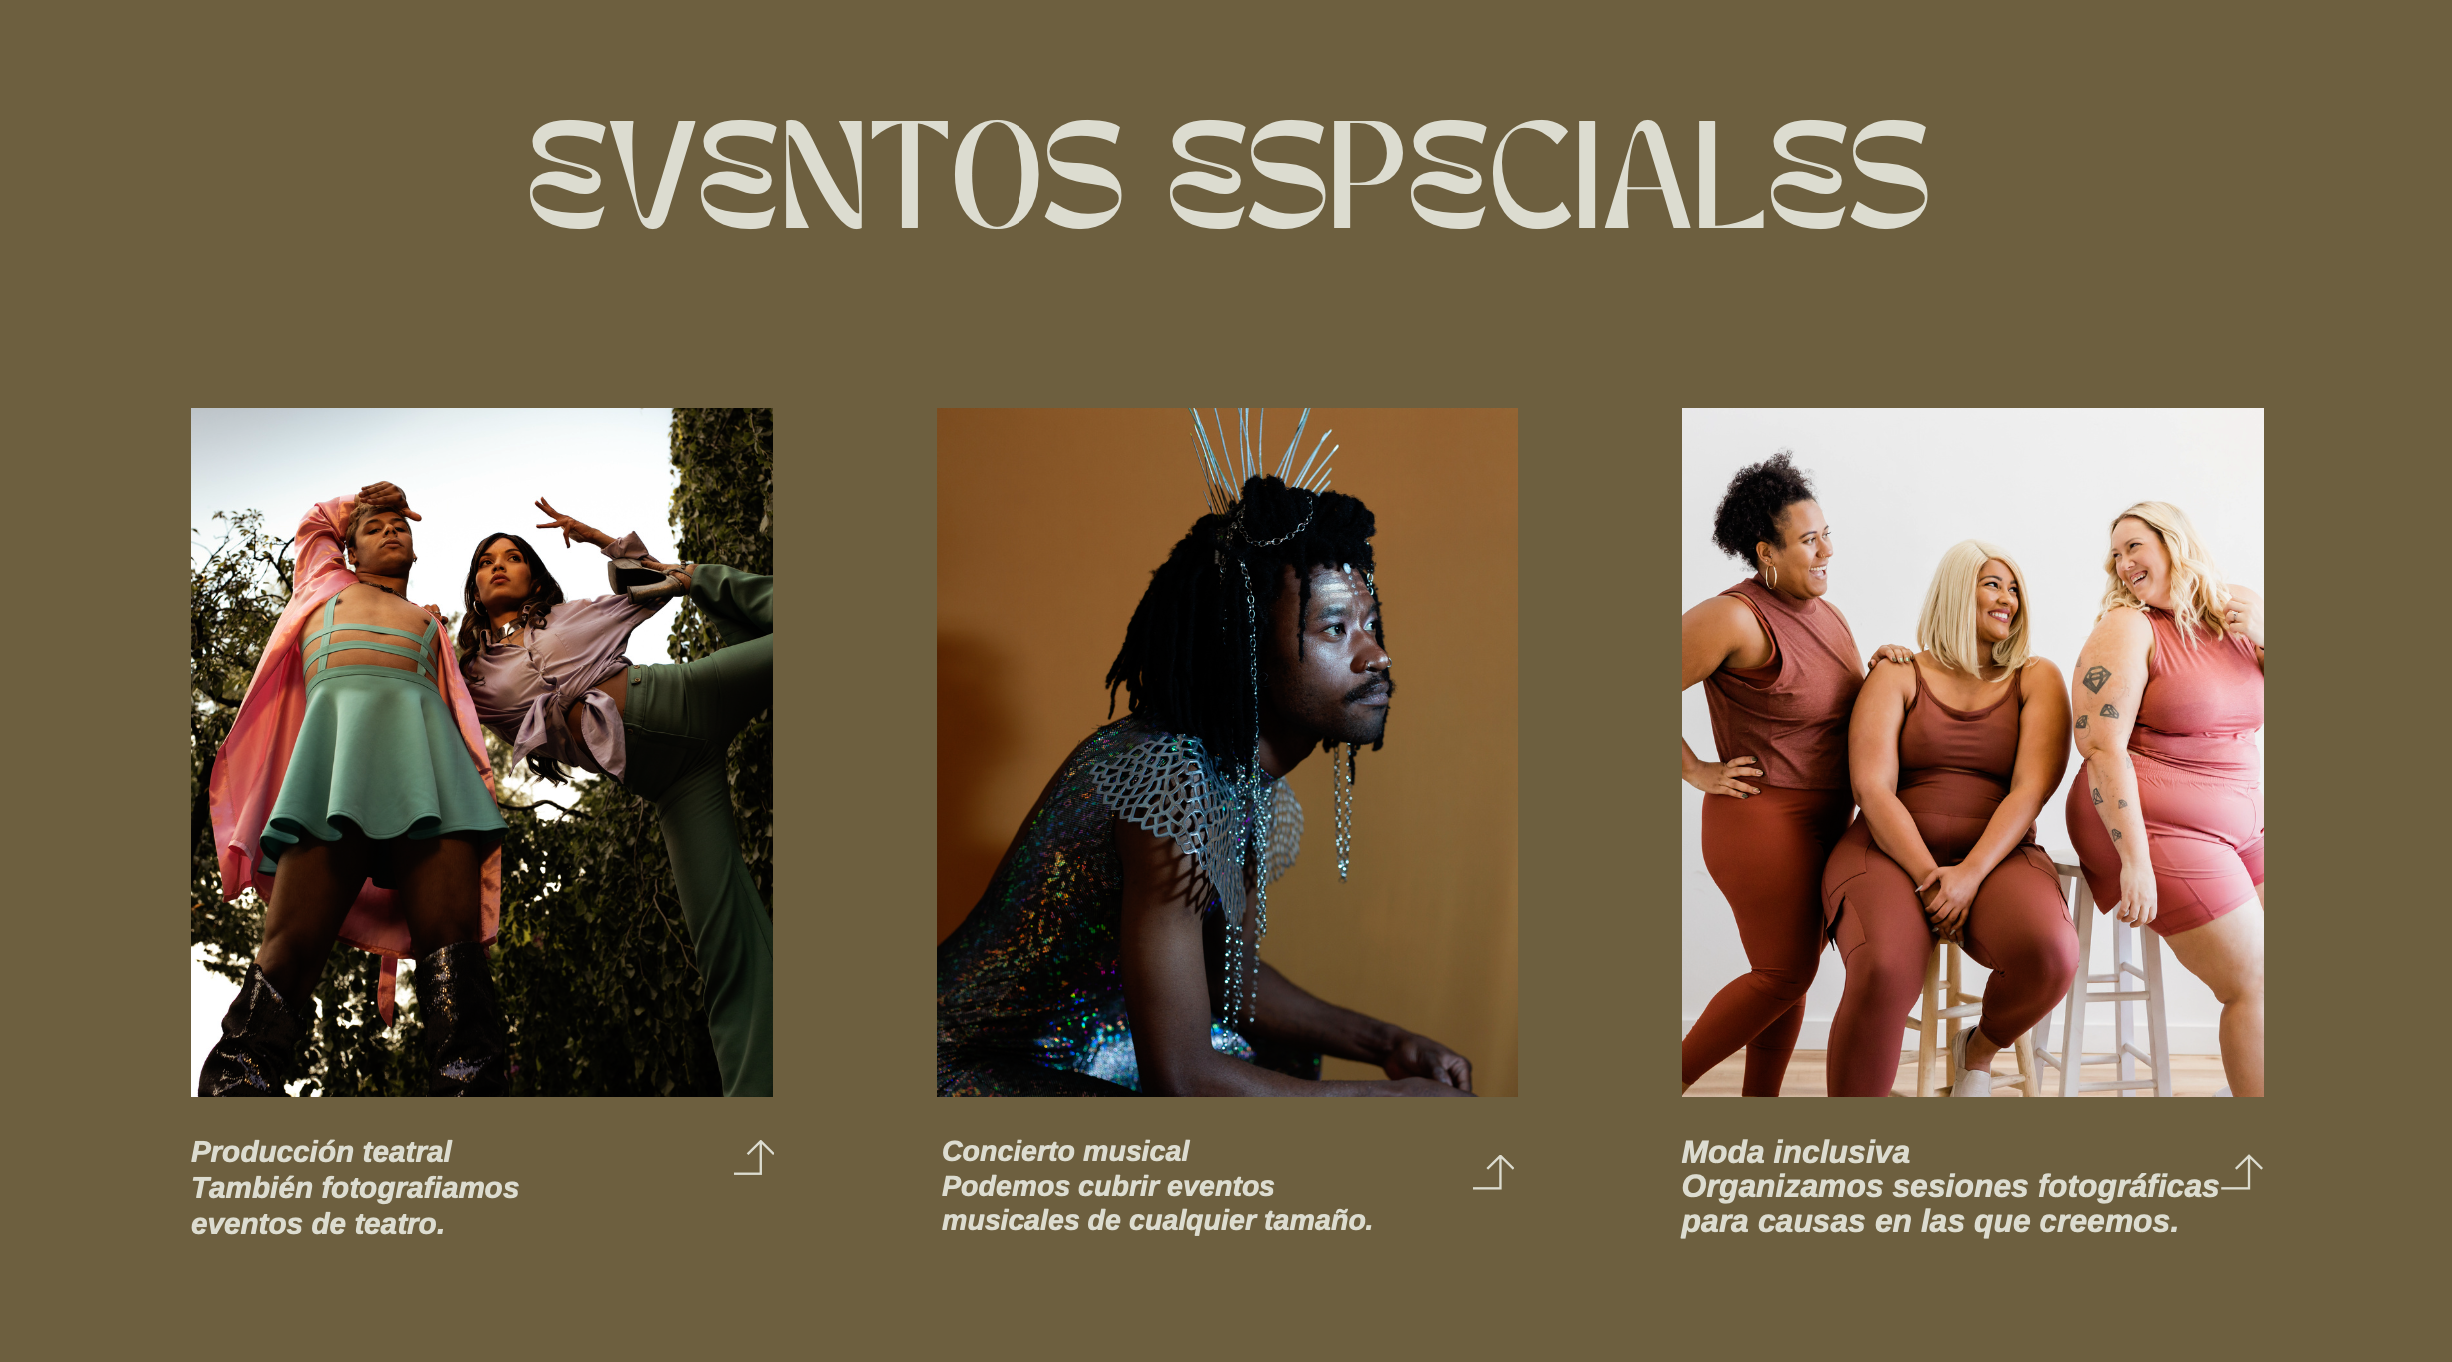 EVENTOS ESPECIALES
Producción teatral
También fotografiamos
eventos de teatro.
Concierto musical
Podemos cubrir eventos
musicales de cualquier tamaño.
Moda inclusiva
Organizamos sesiones fotográficas
para causas en las que creemos.